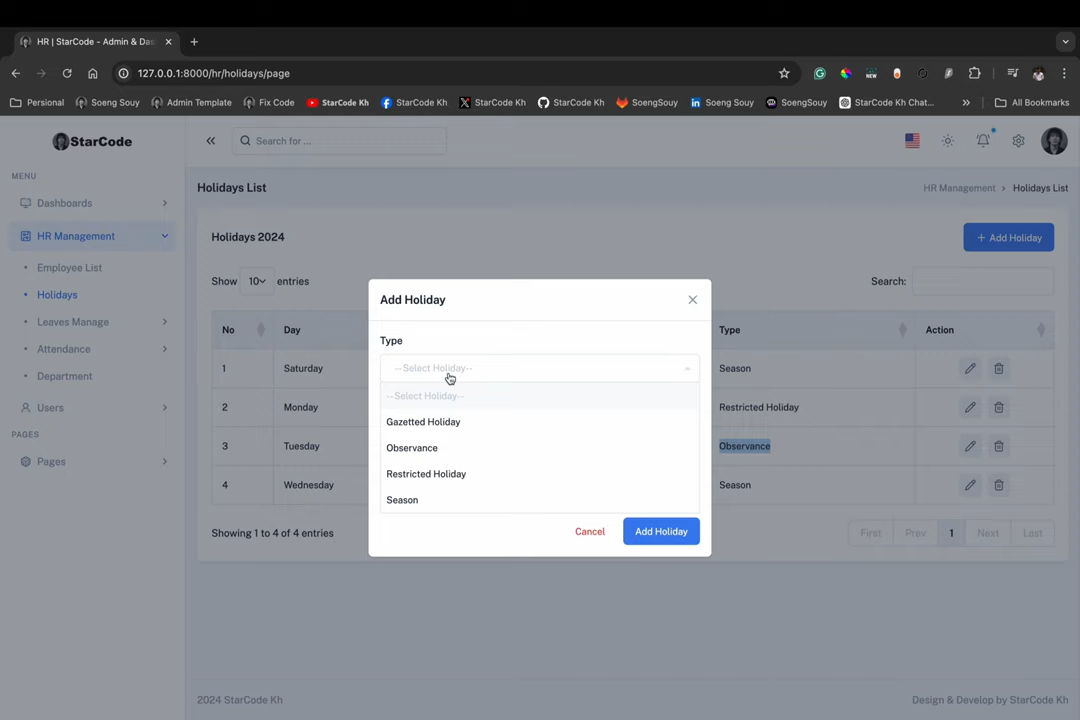 HR | StarCode - Admin & Das
127.0.0.1:8000/hr/holidays/page
Personal
Soeng Souy
Admin Template
Fix Code
StarCode Kh
StarCode Kh
StarCode Kh
StarCode Kh
SoengSouy
Soeng Souy
SoengSouy
StarCode Kh Chat...
All Bookmarks
StarCode
Search for ...
MENU
Dashboards
HR Management
Employee List
Holidays
Leaves Manage
Attendance
Department
Users
PAGES
Pages
Holidays List
HR Management
Holidays List
Holidays 2024
+ Add Holiday
Show 10 entries
Search:
No Day Type Action
1 Saturday Season
2 Monday Restricted Holiday
3 Tuesday Observance
4 Wednesday Season
Showing 1 to 4 of 4 entries
First Prev 1 Next Last
Add Holiday
Type
--Select Holiday--
--Select Holiday--
Gazetted Holiday
Observance
Restricted Holiday
Season
Cancel
Add Holiday
2024 StarCode Kh
Design & Develop by StarCode Kh